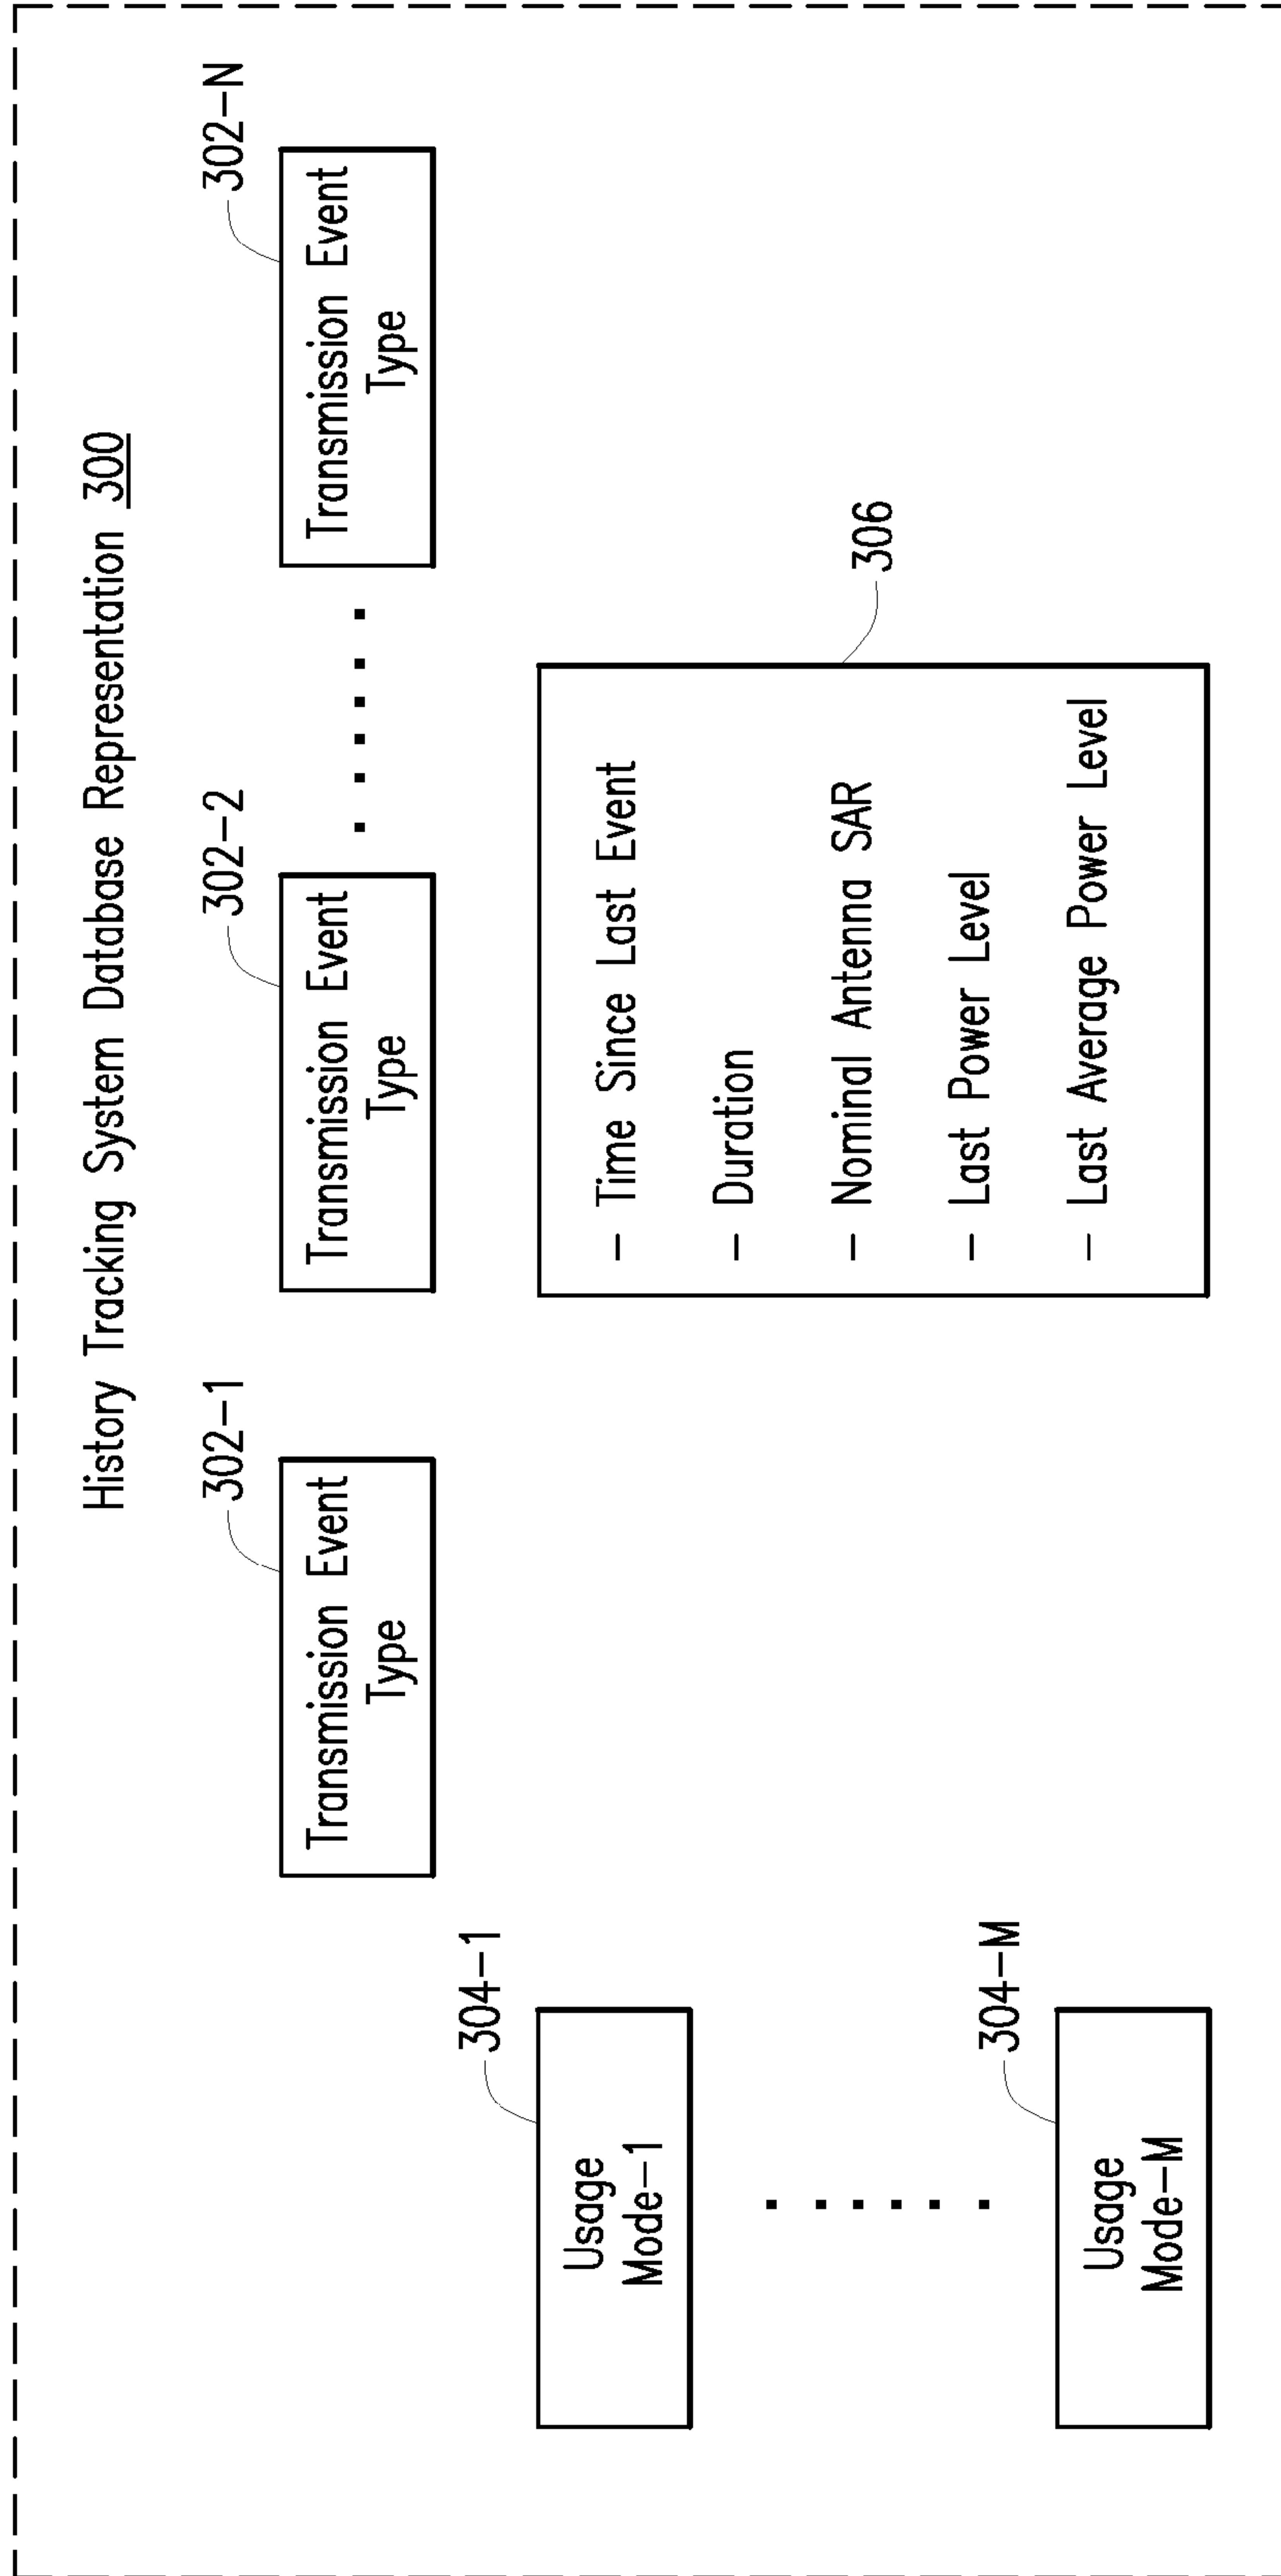 History Tracking System Database Representation 300
302-1
302-2
302-N
Transmission Event
Type
Transmission Event
Type
Transmission Event
Type
304-1
Usage
Mode-1
304-M
Usage
Mode-M
306
- Time Since Last Event
- Duration
- Nominal Antenna SAR
- Last Power Level
- Last Average Power Level